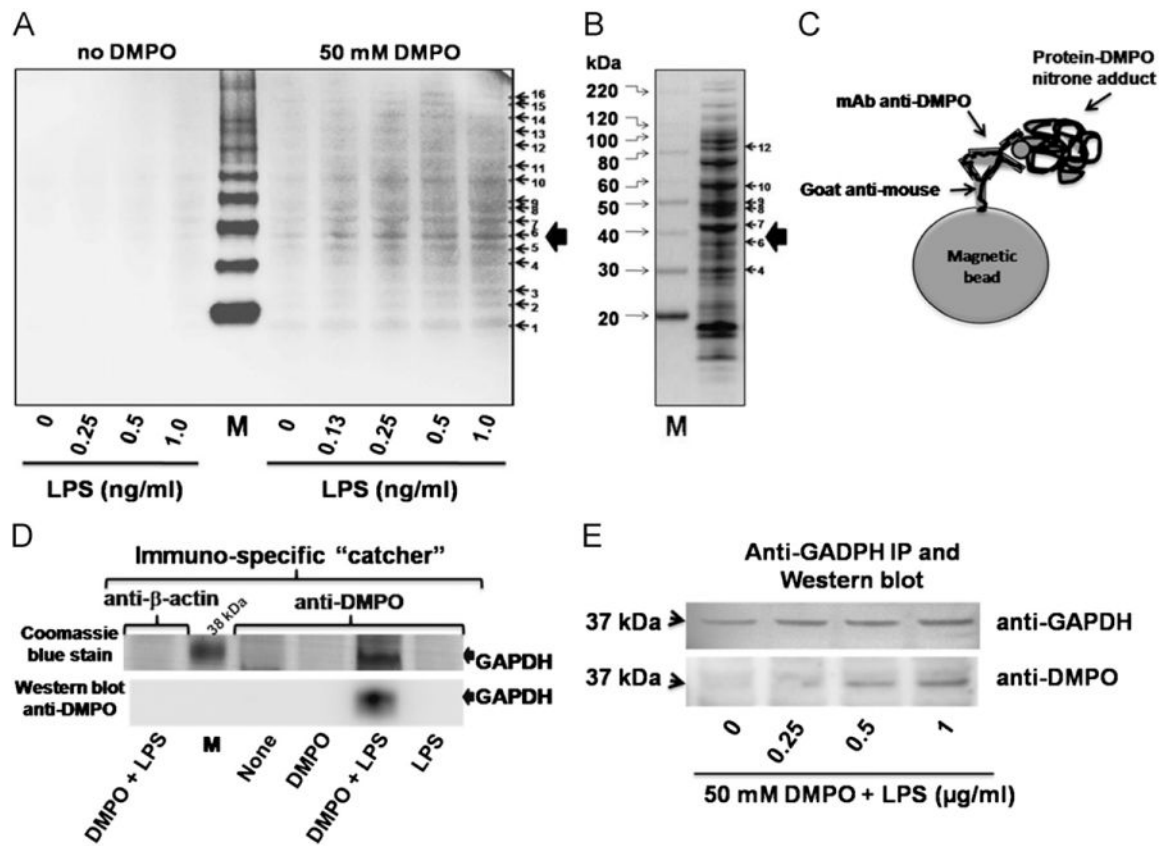 A
no DMPO
50 mM DMPO
16
15
14
13
12
11
10
9
8
7
6
5
4
3
2
1
0
0.25
0.5
1.0
M
0
0.13
0.25
0.5
1.0
LPS (ng/ml)
LPS (ng/ml)
B
kDa
220
120
100
80
60
50
40
30
20
12
10
9
8
7
6
4
M
C
Protein-DMPO
nitrone adduct
mAb anti-DMPO
Goat anti-mouse
Magnetic
bead
D
Immuno-specific “catcher”
anti-β-actin
anti-DMPO
38 kDa
Coomassie
blue stain
GAPDH
Western blot
anti-DMPO
GAPDH
DMPO + LPS
M
None
DMPO
DMPO + LPS
LPS
E
Anti-GADPH IP and
Western blot
37 kDa
anti-GAPDH
37 kDa
anti-DMPO
0
0.25
0.5
1
50 mM DMPO + LPS (µg/ml)